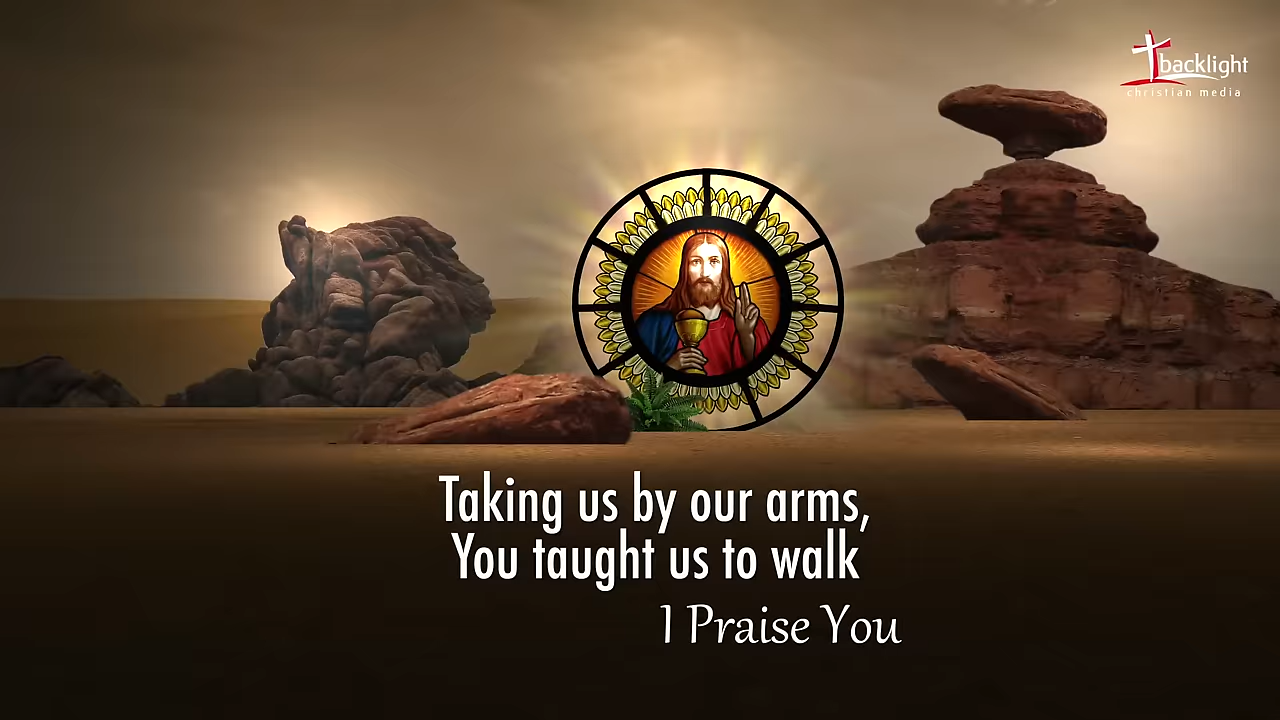 backlight
christian media
Taking us by our arms,
You taught us to walk
I Praise You